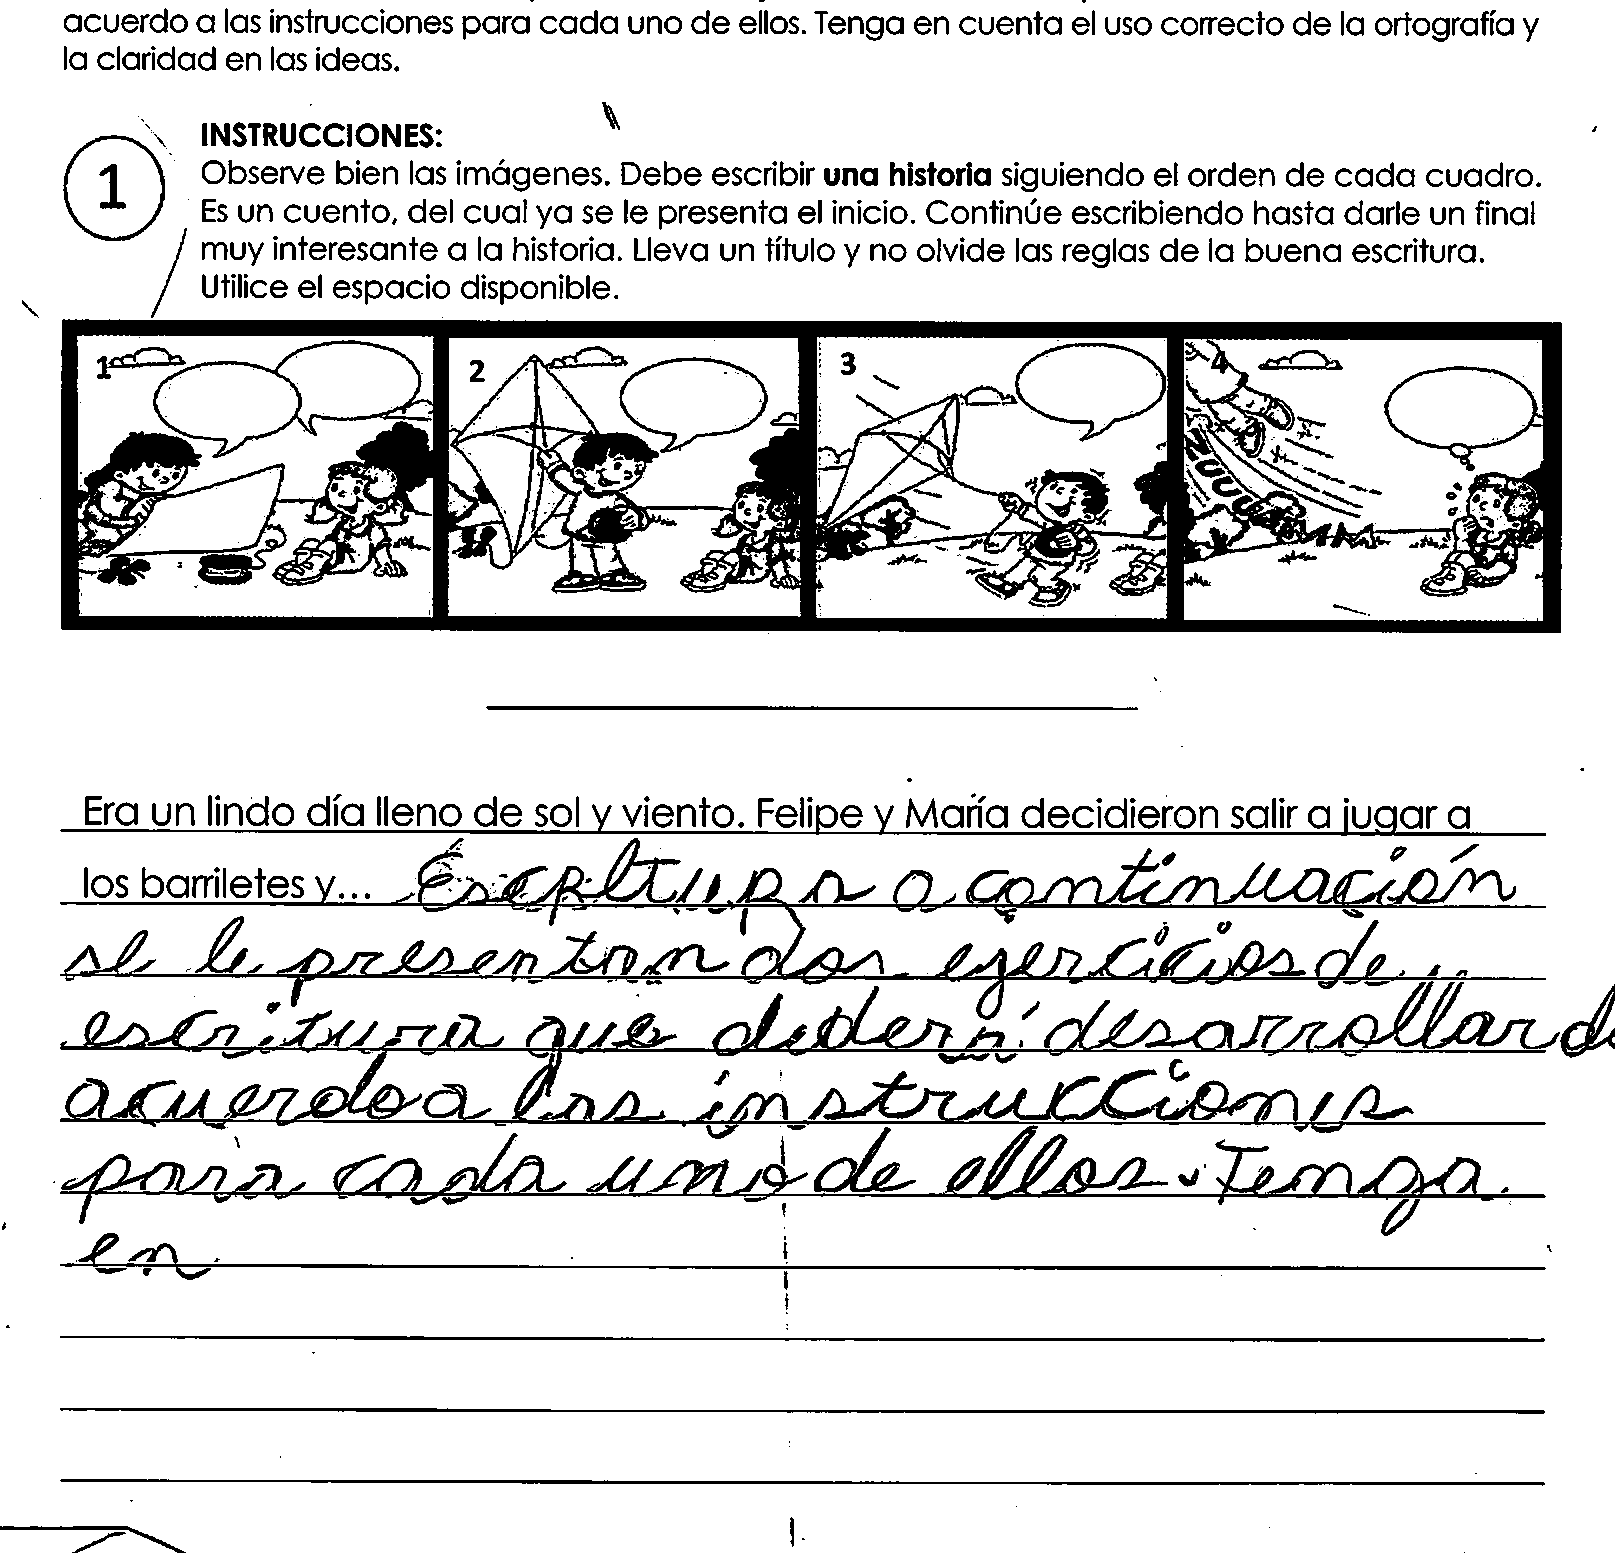 acuerdo a las instrucciones para cada uno de ellos. Tenga en cuenta el uso correcto de la ortografía y
la claridad en las ideas.
1
INSTRUCCIONES:
Observe bien las imágenes. Debe escribir una historia siguiendo el orden de cada cuadro.
Es un cuento, del cual ya se le presenta el inicio. Continúe escribiendo hasta darle un final
muy interesante a la historia. Lleva un título y no olvide las reglas de la buena escritura.
Utilice el espacio disponible.
1 2 3 4
ZUUUU
Era un lindo día lleno de sol y viento. Felipe y María decidieron salir a jugar a
los barriletes y... Escritura a continuación
se le presentan dos ejercicios de
escritura que deberá desarrollar de
acuerdo a las instrucciones
para cada uno de ellos. Tenga
en